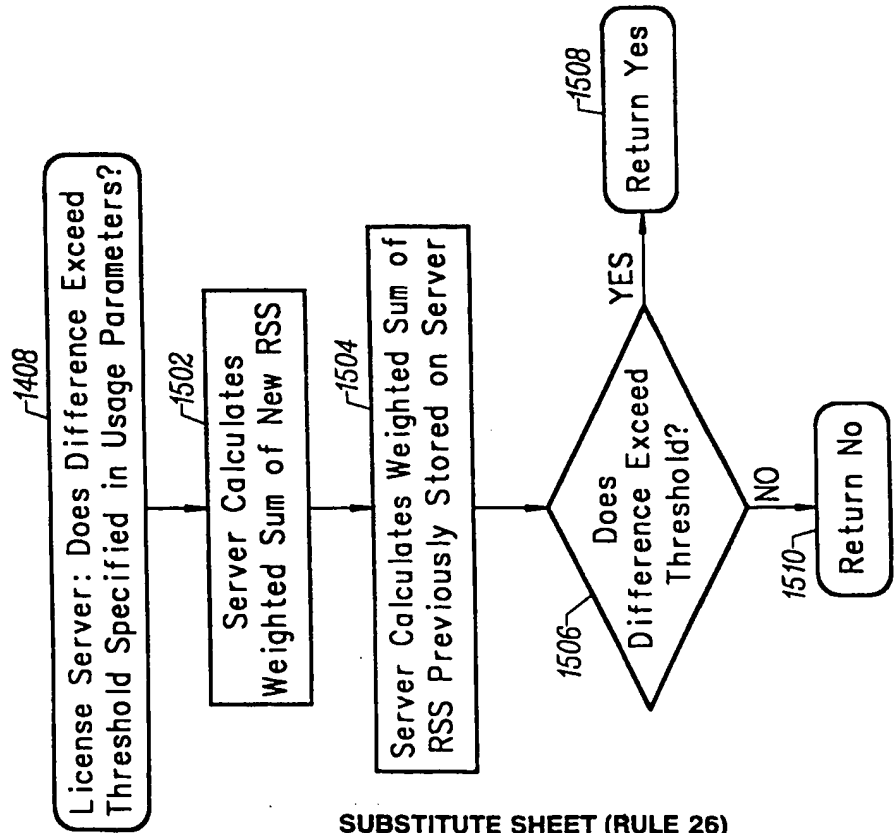 1408
License Server: Does Difference Exceed
Threshold Specified in Usage Parameters?
1502
Server Calculates
Weighted Sum of New RSS
1504
Server Calculates Weighted Sum of
RSS Previously Stored on Server
1506
Does
Difference Exceed
Threshold?
YES
1508
Return Yes
NO
1510
Return No
SUBSTITUTE SHEET (RULE 26)